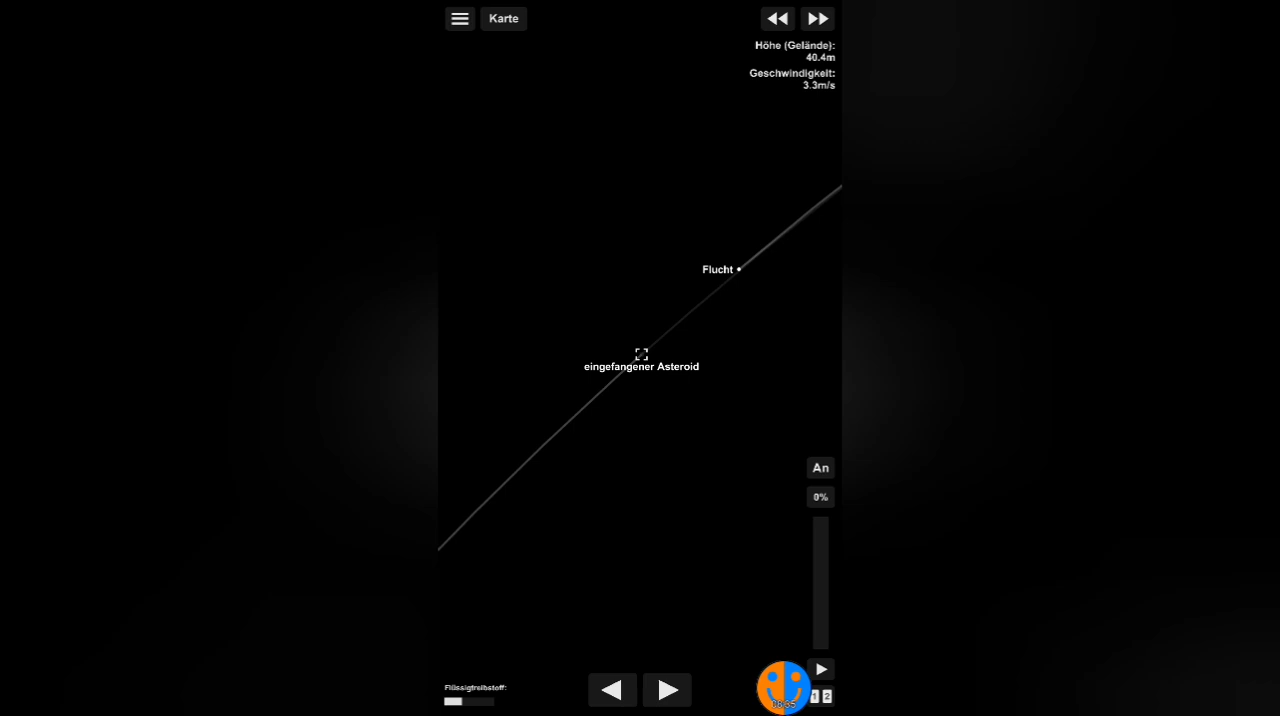 Karte
Höhe (Gelände):
40.4m
Geschwindigkeit:
3.3m/s
Flucht
eingefangener Asteroid
An
0%
Flüssigtreibstoff:
1 2